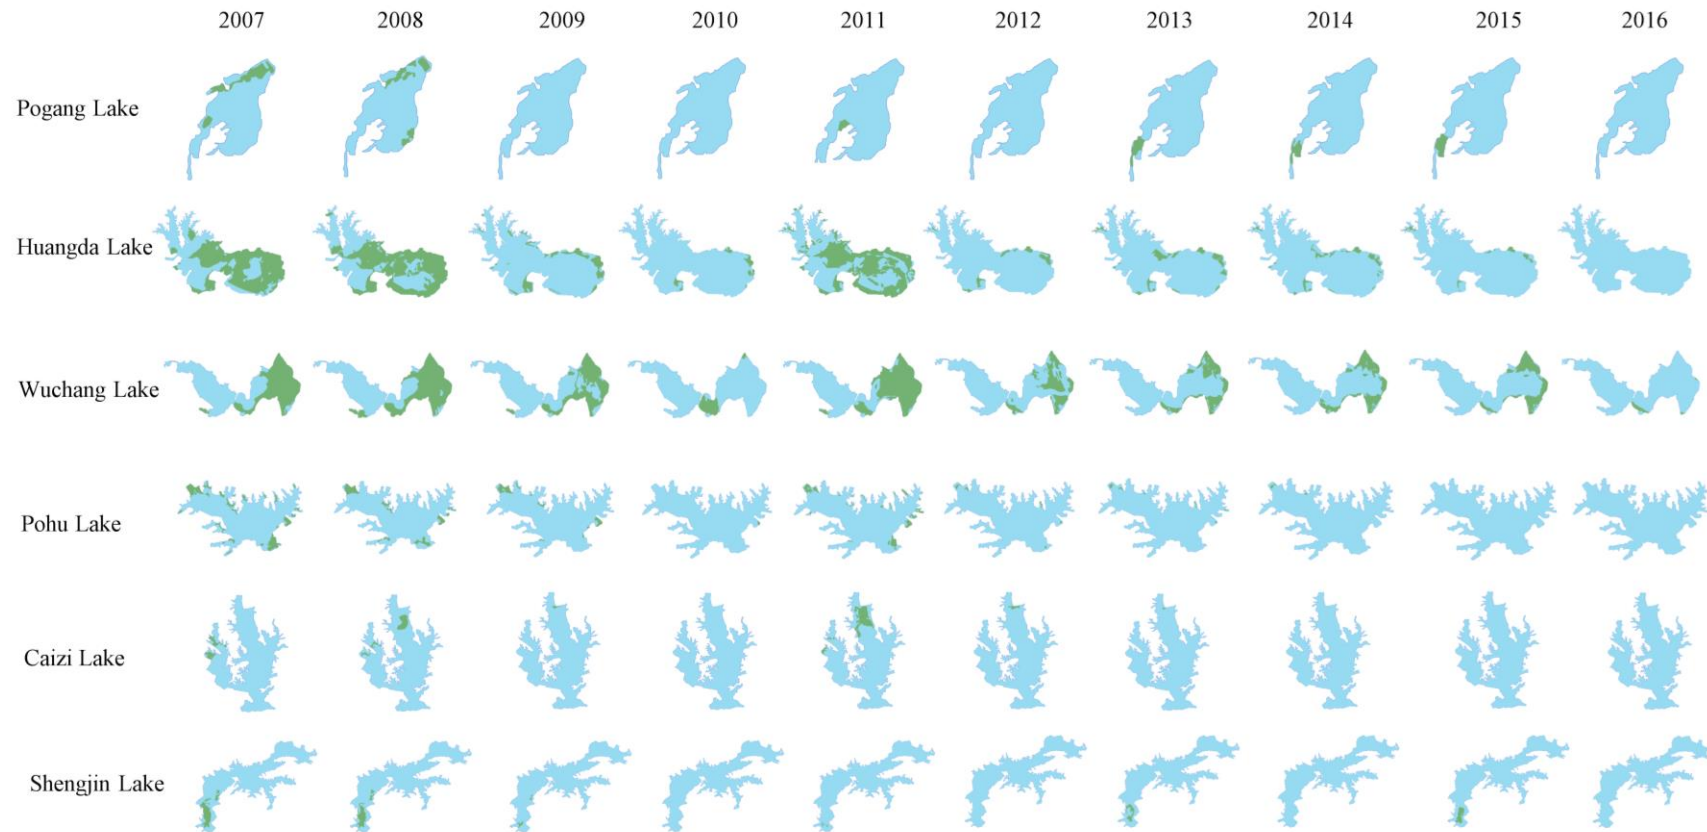 2007 2008 2009 2010 2011 2012 2013 2014 2015 2016
Pogang Lake
Huangda Lake
Wuchang Lake
Pohu Lake
Caizi Lake
Shengjin Lake